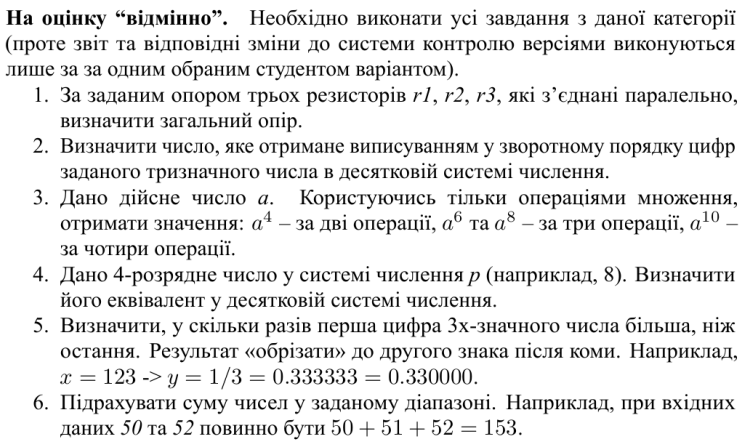 На оцінку “відмінно”. Необхідно виконати усі завдання з даної категорії
(проте звіт та відповідні зміни до системи контролю версіями виконуються
лише за за одним обраним студентом варіантом).
1. За заданим опором трьох резисторів r1, r2, r3, які з’єднані паралельно,
визначити загальний опір.
2. Визначити число, яке отримане виписуванням у зворотному порядку цифр
заданого тризначного числа в десятковій системі числення.
3. Дано дійсне число a. Користуючись тільки операціями множення,
отримати значення: a⁴ – за дві операції, a⁶ та a⁸ – за три операції, a¹⁰ –
за чотири операції.
4. Дано 4-розрядне число у системі числення p (наприклад, 8). Визначити
його еквівалент у десятковій системі числення.
5. Визначити, у скільки разів перша цифра 3х-значного числа більша, ніж
остання. Результат «обрізати» до другого знака після коми. Наприклад,
x = 123 -> y = 1/3 = 0.333333 = 0.330000.
6. Підрахувати суму чисел у заданому діапазоні. Наприклад, при вхідних
даних 50 та 52 повинно бути 50 + 51 + 52 = 153.